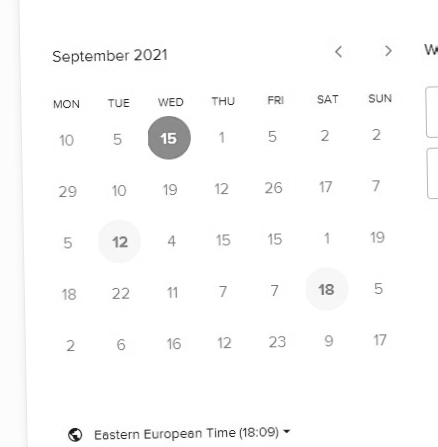 September 2021 < >
MON TUE WED THU FRI SAT SUN
10 5 15 1 5 2 2
29 10 19 12 26 17 7
5 12 4 15 15 1 19
18 22 11 7 7 18 5
2 6 16 12 23 9 17
Eastern European Time (18:09)